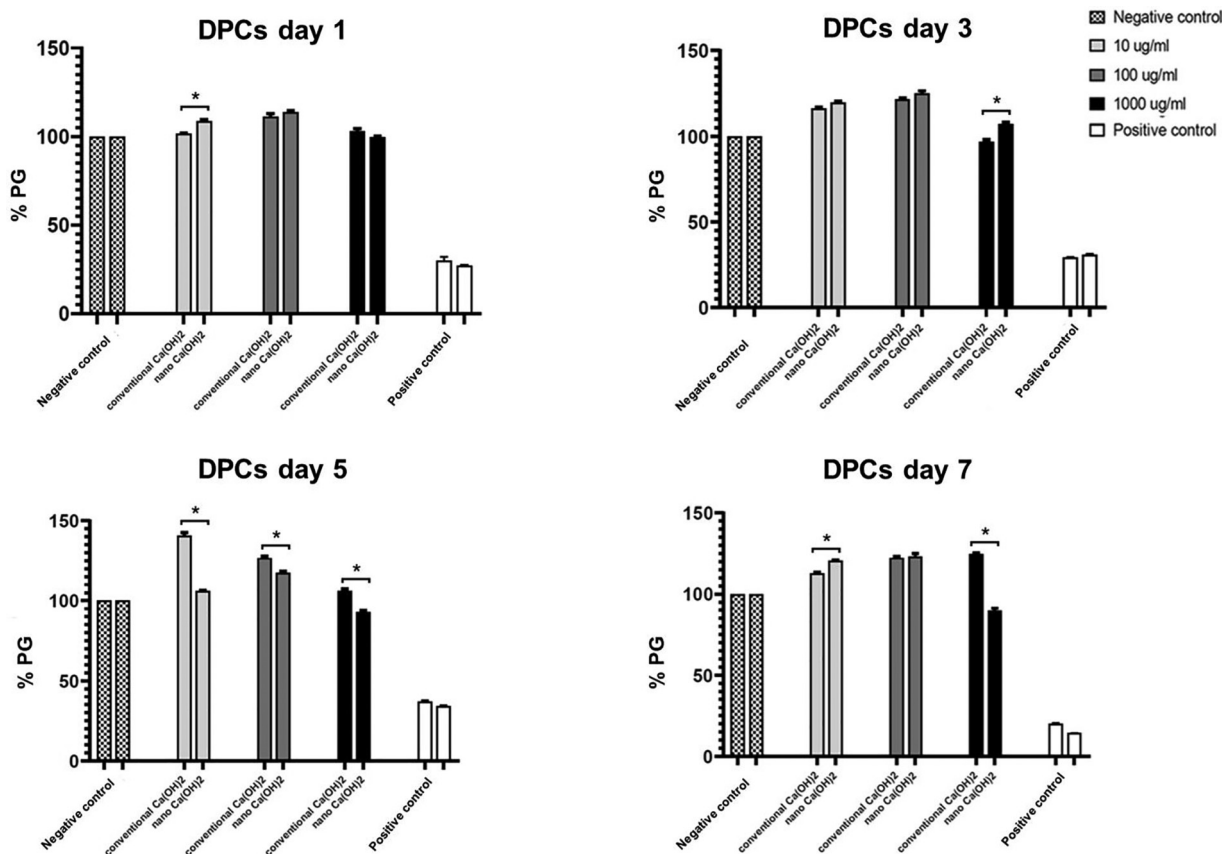 DPCs day 1
150
100
50
0
% PG
Negative control
conventional Ca(OH)2
nano Ca(OH)2
conventional Ca(OH)2
nano Ca(OH)2
conventional Ca(OH)2
nano Ca(OH)2
Positive control
*
DPCs day 3
150
100
50
0
% PG
Negative control
conventional Ca(OH)2
nano Ca(OH)2
conventional Ca(OH)2
nano Ca(OH)2
conventional Ca(OH)2
nano Ca(OH)2
Positive control
*
Negative control
10 ug/ml
100 ug/ml
1000 ug/ml
Positive control
DPCs day 5
150
100
50
0
% PG
Negative control
conventional Ca(OH)2
nano Ca(OH)2
conventional Ca(OH)2
nano Ca(OH)2
conventional Ca(OH)2
nano Ca(OH)2
Positive control
*
*
*
DPCs day 7
150
100
50
0
% PG
Negative control
conventional Ca(OH)2
nano Ca(OH)2
conventional Ca(OH)2
nano Ca(OH)2
conventional Ca(OH)2
nano Ca(OH)2
Positive control
*
*